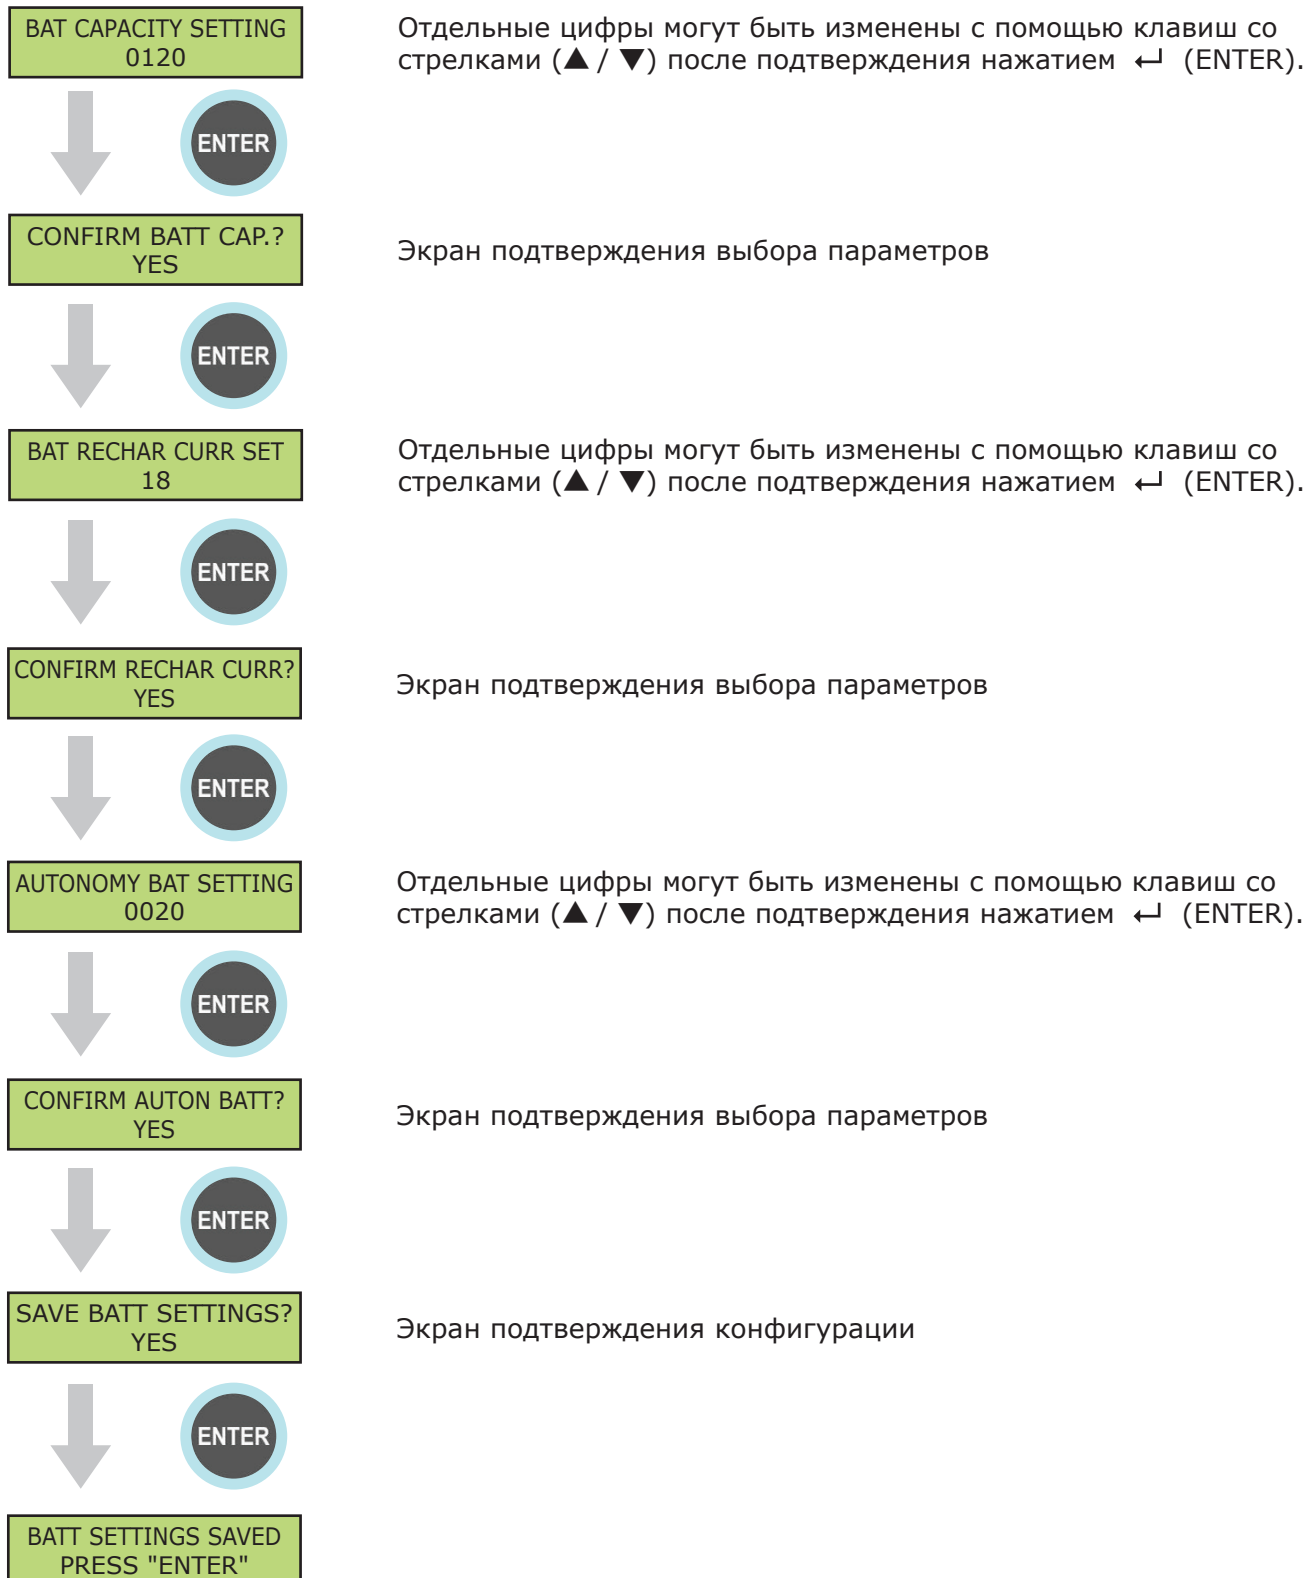 BAT CAPACITY SETTING
0120
Отдельные цифры могут быть изменены с помощью клавиш со
стрелками (▲ / ▼) после подтверждения нажатием ↵ (ENTER).
ENTER
CONFIRM BATT CAP.?
YES
Экран подтверждения выбора параметров
ENTER
BAT RECHAR CURR SET
18
Отдельные цифры могут быть изменены с помощью клавиш со
стрелками (▲ / ▼) после подтверждения нажатием ↵ (ENTER).
ENTER
CONFIRM RECHAR CURR?
YES
Экран подтверждения выбора параметров
ENTER
AUTONOMY BAT SETTING
0020
Отдельные цифры могут быть изменены с помощью клавиш со
стрелками (▲ / ▼) после подтверждения нажатием ↵ (ENTER).
ENTER
CONFIRM AUTON BATT?
YES
Экран подтверждения выбора параметров
ENTER
SAVE BATT SETTINGS?
YES
Экран подтверждения конфигурации
ENTER
BATT SETTINGS SAVED
PRESS "ENTER"